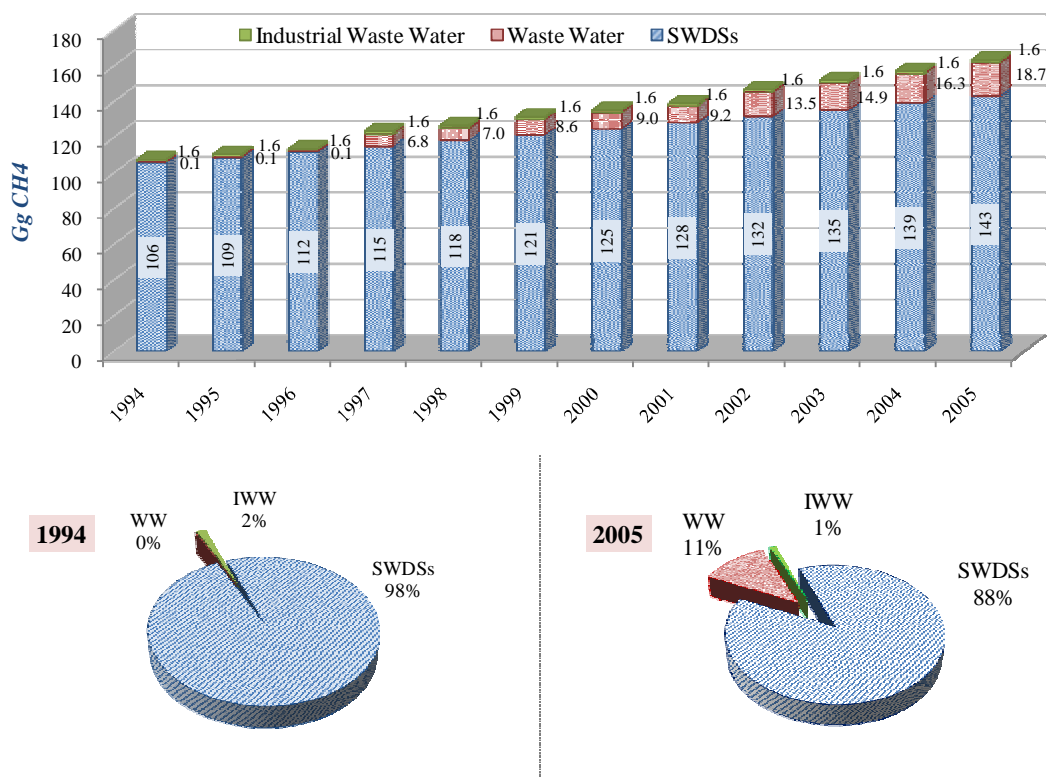 Industrial Waste Water Waste Water SWDSs
Gg CH4
180
160
140
120
100
80
60
40
20
0
1.6 1.6 1.6 1.6 1.6 1.6 1.6 1.6 1.6 1.6 1.6 1.6
0.1 0.1 0.1 6.8 7.0 8.6 9.0 9.2 13.5 14.9 16.3 18.7
106 109 112 115 118 121 125 128 132 135 139 143
1994 1995 1996 1997 1998 1999 2000 2001 2002 2003 2004 2005
1994
WW
0%
IWW
2%
SWDSs
98%
2005
WW
11%
IWW
1%
SWDSs
88%